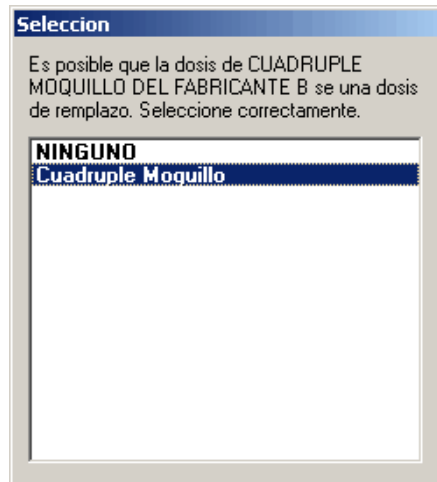 Seleccion
Es posible que la dosis de CUADRUPLE
MOQUILLO DEL FABRICANTE B se una dosis
de remplazo. Seleccione correctamente.
NINGUNO
Cuadruple Moquillo